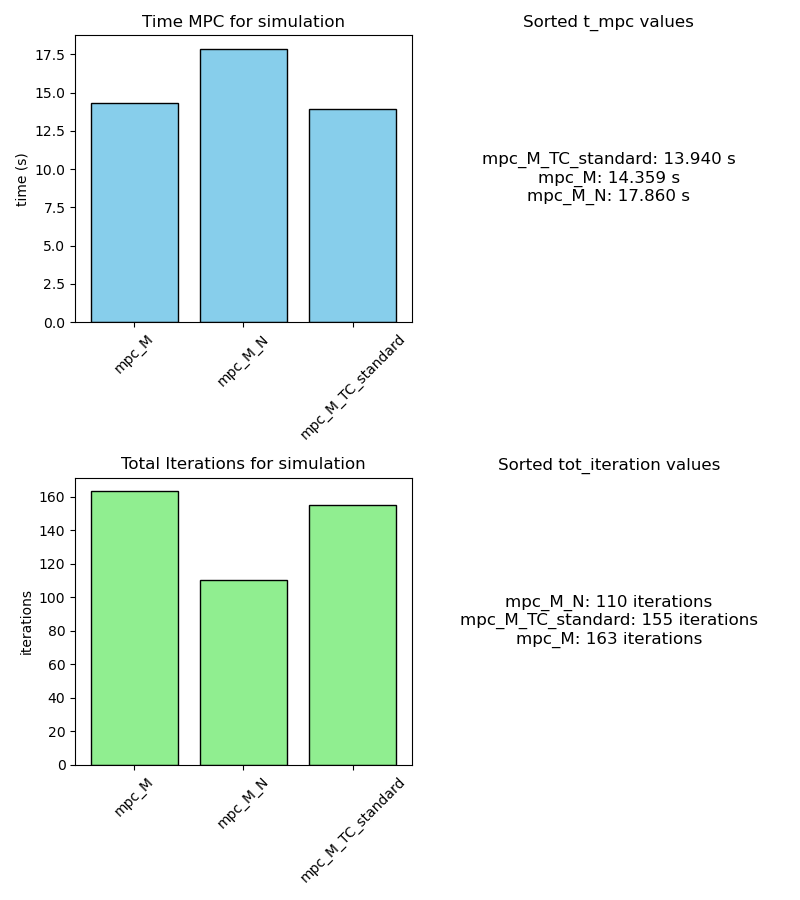 Time MPC for simulation
time (s)
17.5
15.0
12.5
10.0
7.5
5.0
2.5
0.0
mpc_M
mpc_M_N
mpc_M_TC_standard
Sorted t_mpc values
mpc_M_TC_standard: 13.940 s
mpc_M: 14.359 s
mpc_M_N: 17.860 s
Total Iterions for simulation
iterations
160
140
120
100
80
60
40
20
0
mpc_M
mpc_M_N
mpc_M_TC_standard
Sorted tot_iteration values
mpc_M_N: 110 iterations
mpc_M_TC_standard: 155 iterations
mpc_M: 163 iterations